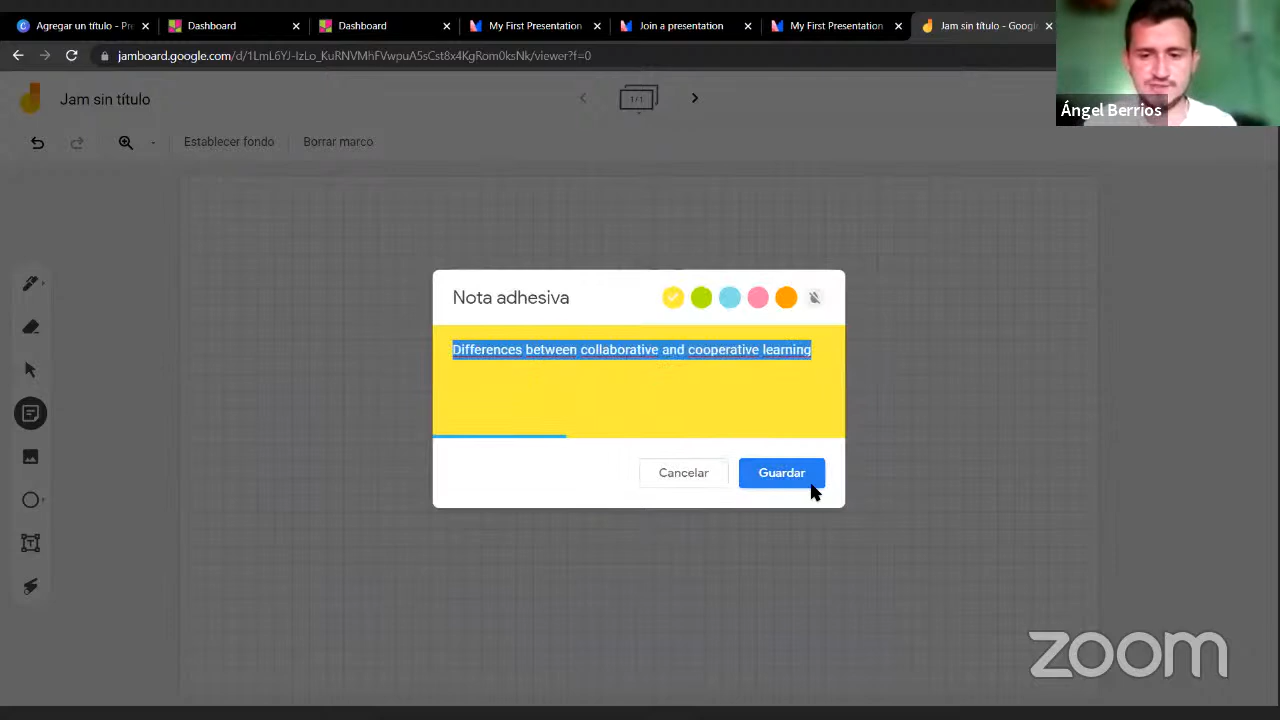 Agregar un título - Pre
Dashboard
Dashboard
My First Presentation
Join a presentation
My First Presentation
Jam sin título - Google
jamboard.google.com/d/1LmL6YJ-IzLo_KuRNVMhFVwpuA5sCst8x4KgRom0ksNk/viewer?f=0
Jam sin título
1/1
Ángel Berrios
Establecer fondo
Borrar marco
Nota adhesiva
Differences between collaborative and cooperative learning
Cancelar
Guardar
zoom